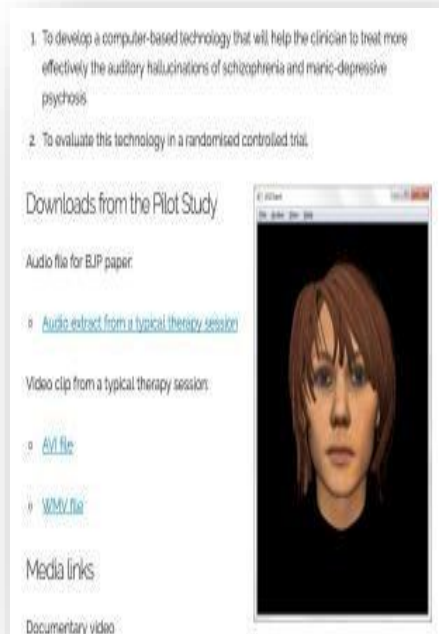 1. To develop a computer-based technology that will help the clinician to treat more
effectively the auditory hallucinations of schizophrenia and manic-depressive
psychosis
2. To evaluate this technology in a randomised controlled trial.
Downloads from the Pilot Study
Audio file for BJP paper:
Audio extract from a typical therapy session
Video clip from a typical therapy session:
AVI file
WMV file
Media links
Documentary video